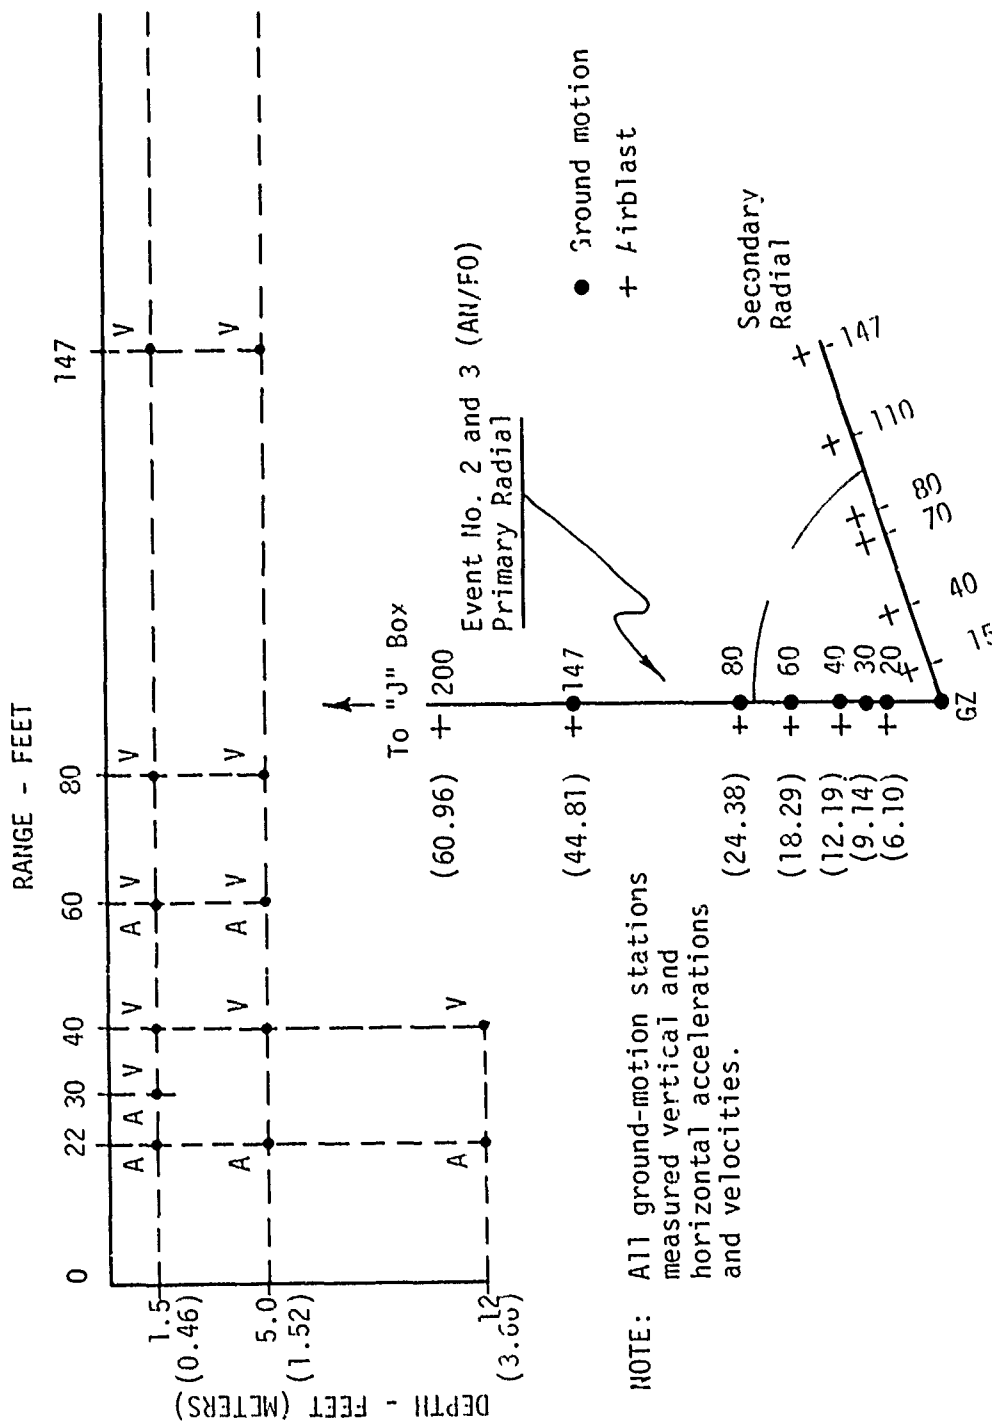 RANGE - FEET
0 22 30 40 60 80 147
1.5
(0.46)
A A V V A V V V
5.0
(1.52)
A V A V V V
12
A V
DEPTH - FEET (METERS)
To "J" Box
Event No. 2 and 3 (AN/FO)
Primary Radial
(60.96) + 200
(44.81) + 147
(24.38) + 80
(18.29) + 60
(12.19) + 40
(9.14) 30
(6.10) + 20
GZ
● Ground motion
+ Airblast
Secondary
Radial
15 40 70 80 110 147
NOTE: All ground-motion stations
measured vertical and
horizontal accelerations
and velocities.